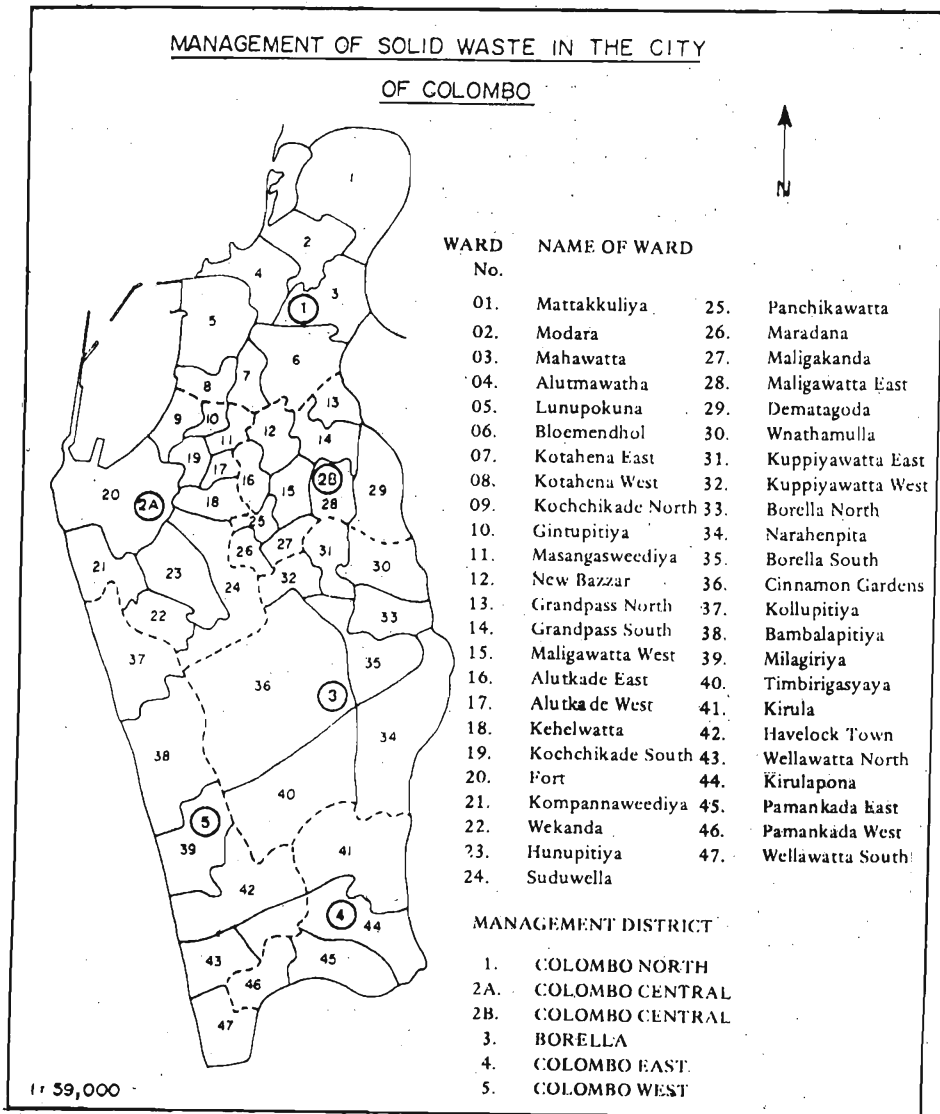 MANAGEMENT OF SOLID WASTE IN THE CITY
OF COLOMBO
N
1
2
4
3
1
5
6
7
8
13
9
10
12
14
11
19
17
16
2B
20
2A
18
15
28
29
25
27
31
26
30
21
23
24
32
22
33
37
35
36
3
34
38
40
5
39
41
42
4
44
43
45
46
47
1: 59,000
WARD No. NAME OF WARD
01. Mattakkuliya
02. Modara
03. Mahawatta
04. Alutmawatha
05. Lunupokuna
06. Bloemendhol
07. Kotahena East
08. Kotahena West
09. Kochchikade North
10. Gintupitiya
11. Masangasweediya
12. New Bazzar
13. Grandpass North
14. Grandpass South
15. Maligawatta West
16. Alutkade East
17. Alutkade West
18. Kehelwatta
19. Kochchikade South
20. Fort
21. Kompannaweediya
22. Wekanda
23. Hunupitiya
24. Suduwella
25. Panchikawatta
26. Maradana
27. Maligakanda
28. Maligawatta East
29. Dematagoda
30. Wnathamulla
31. Kuppiyawatta East
32. Kuppiyawatta West
33. Borella North
34. Narahenpita
35. Borella South
36. Cinnamon Gardens
37. Kollupitiya
38. Bambalapitiya
39. Milagiriya
40. Timbirigasyaya
41. Kirula
42. Havelock Town
43. Wellawatta North
44. Kirulapona
45. Pamankada East
46. Pamankada West
47. Wellawatta South
MANAGEMENT DISTRICT
1. COLOMBO NORTH
2A. COLOMBO CENTRAL
2B. COLOMBO CENTRAL
3. BORELLA
4. COLOMBO EAST.
5. COLOMBO WEST